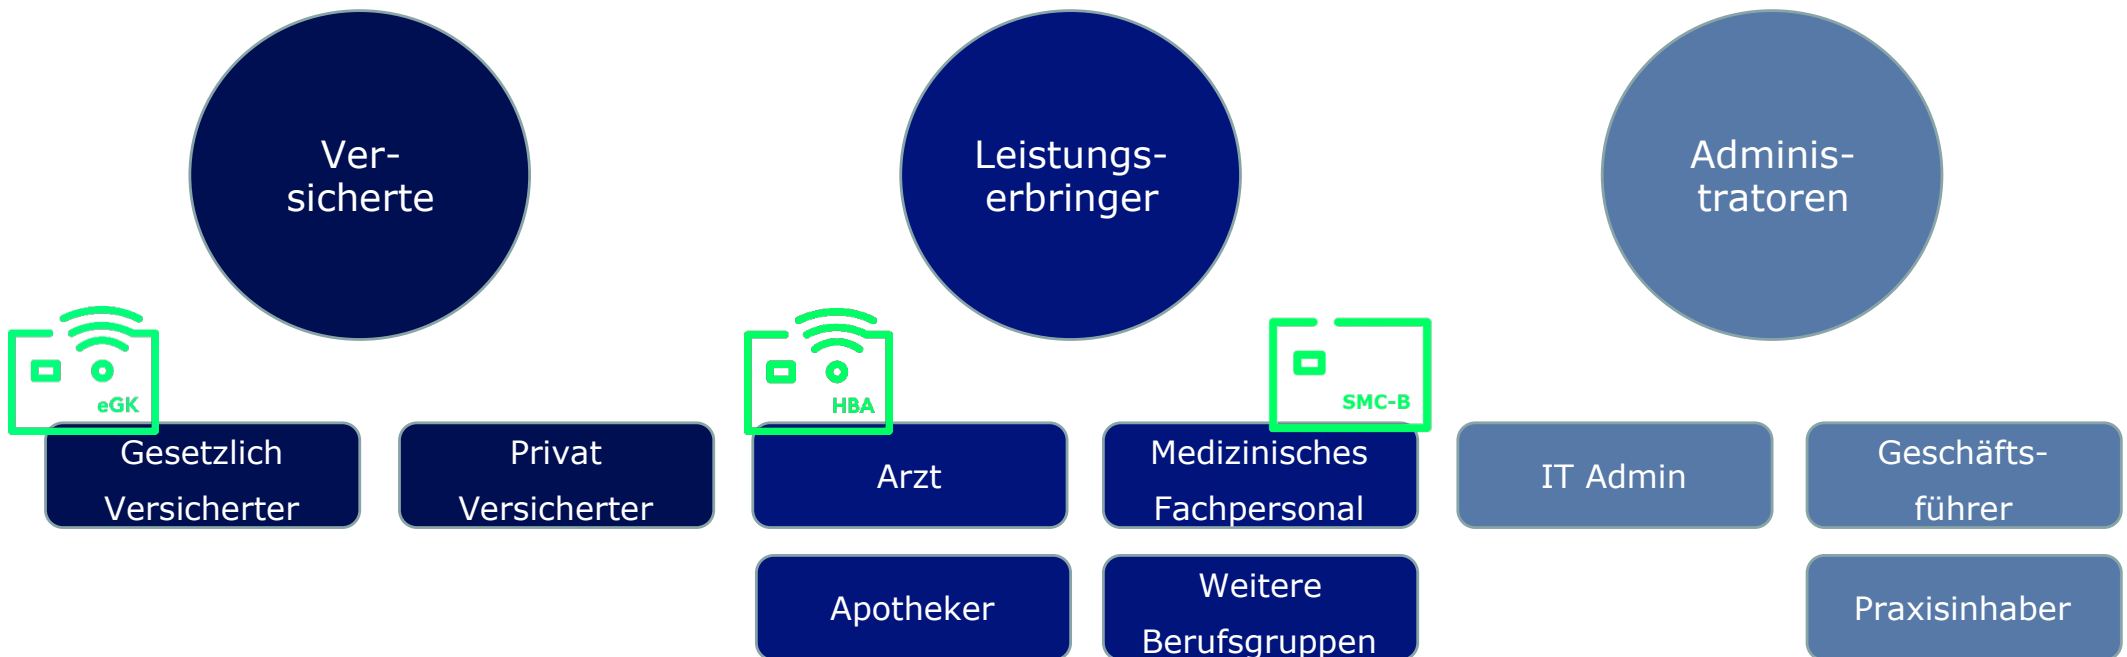 Ver-
sicherte
Leistungs-
erbringer
Adminis-
tratoren
eGK
HBA
SMC-B
Gesetzlich
Versicherter
Privat
Versicherter
Arzt
Medizinisches
Fachpersonal
IT Admin
Geschäfts-
führer
Apotheker
Weitere
Berufsgruppen
Praxisinhaber